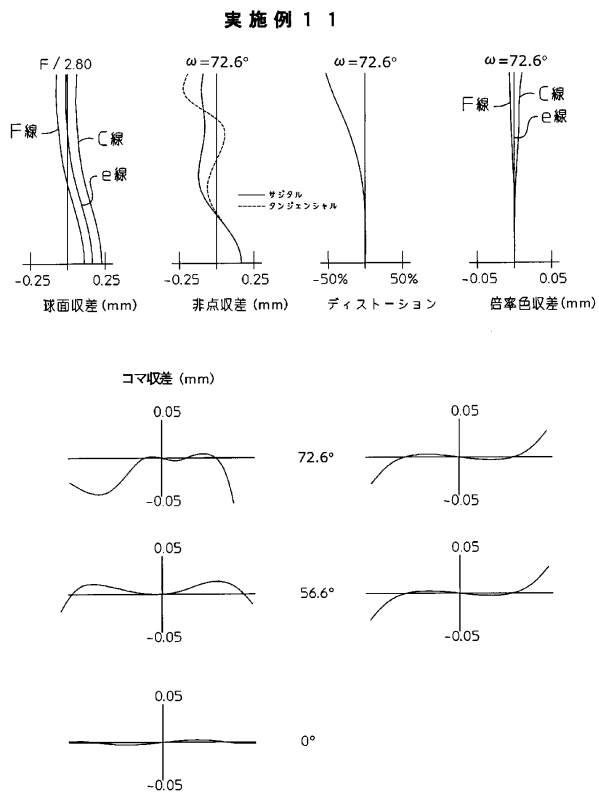 実施例１１
F / 2.80
ω=72.6°
ω=72.6°
ω=72.6°
F線
C線
e線
サジタル
タンジェンシャル
F線
C線
e線
-0.25 0.25
-0.25 0.25
-50% 50%
-0.05 0.05
球面収差 (mm)
非点収差 (mm)
ディストーション
倍率色収差 (mm)
コマ収差 (mm)
0.05
-0.05
72.6°
0.05
-0.05
0.05
-0.05
56.6°
0.05
-0.05
0.05
-0.05
0°